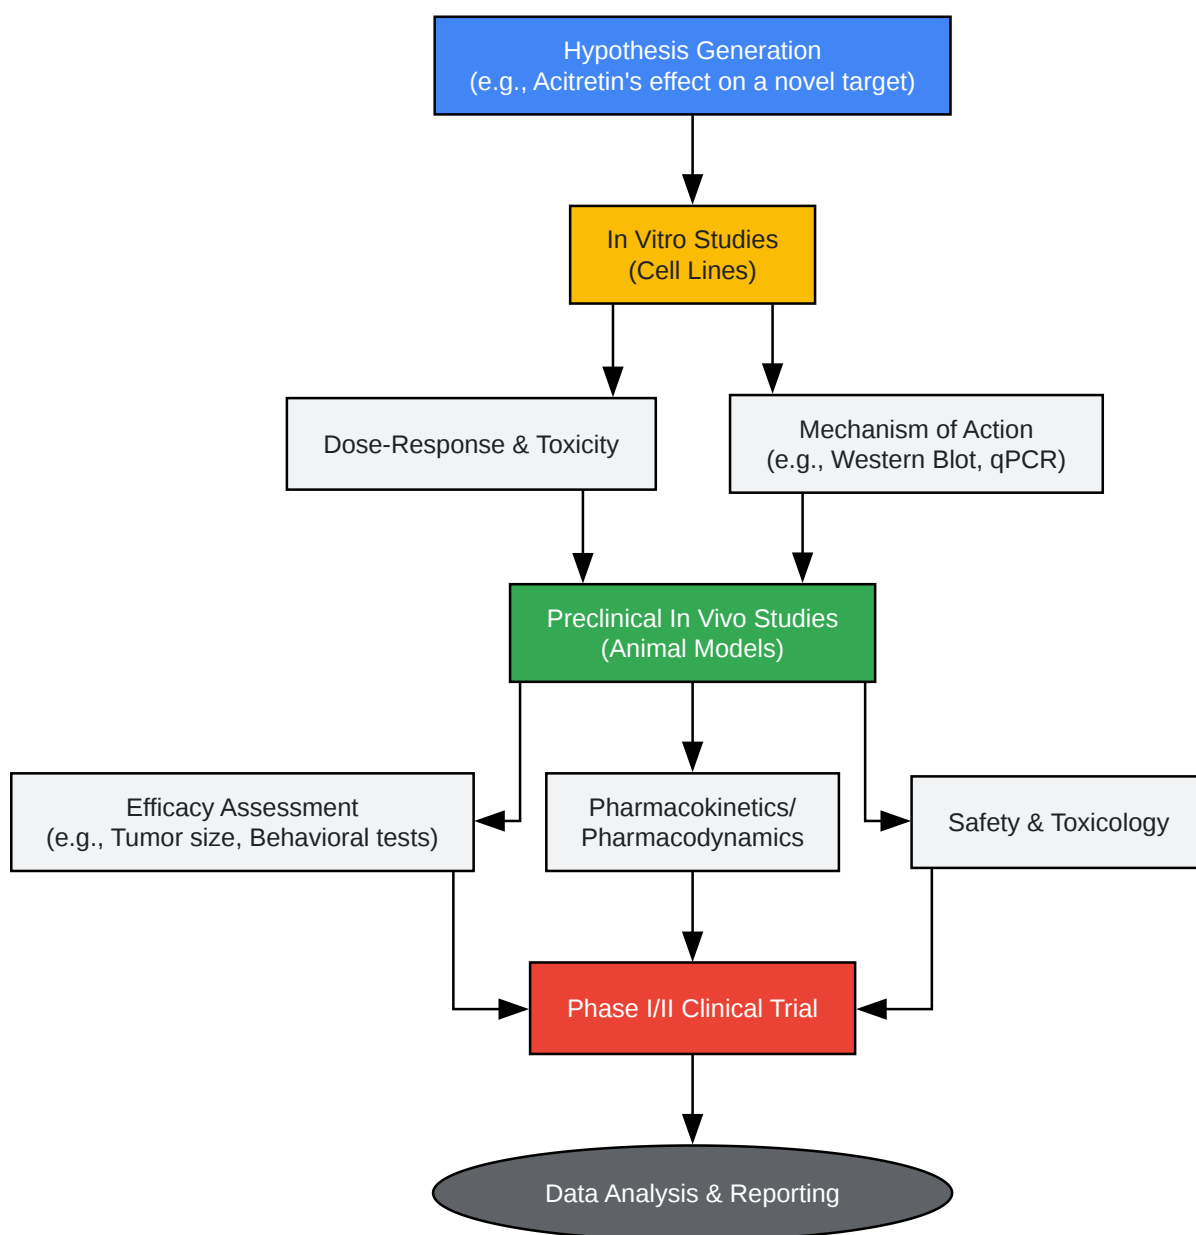 Hypothesis Generation
(e.g., Acitretin's effect on a novel target)
In Vitro Studies
(Cell Lines)
Dose-Response & Toxicity
Mechanism of Action
(e.g., Western Blot, qPCR)
Preclinical In Vivo Studies
(Animal Models)
Efficacy Assessment
(e.g., Tumor size, Behavioral tests)
Pharmacokinetics/
Pharmacodynamics
Safety & Toxicology
Phase I/II Clinical Trial
Data Analysis & Reporting